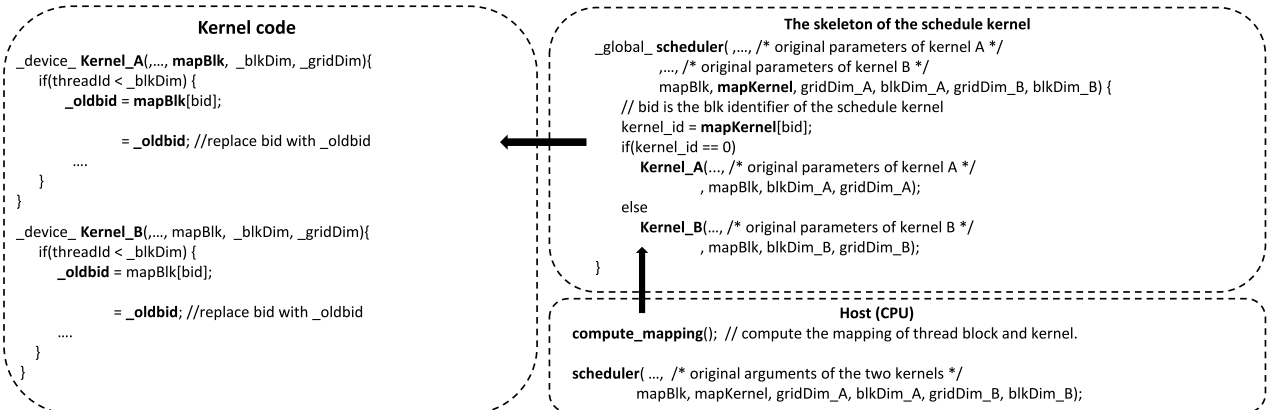 Kernel code
_device_ Kernel_A(,…, mapBlk, _blkDim, _gridDim){
if(threadId < _blkDim) {
_oldbid = mapBlk[bid];
= _oldbid; //replace bid with _oldbid
….
}
}
_device_ Kernel_B(,…, mapBlk, _blkDim, _gridDim){
if(threadId < _blkDim) {
_oldbid = mapBlk[bid];
= _oldbid; //replace bid with _oldbid
….
}
}
The skeleton of the schedule kernel
_global_ scheduler( ,…, /* original parameters of kernel A */
,…, /* original parameters of kernel B */
mapBlk, mapKernel, gridDim_A, blkDim_A, gridDim_B, blkDim_B) {
// bid is the blk identifier of the schedule kernel
kernel_id = mapKernel[bid];
if(kernel_id == 0)
Kernel_A(..., /* original parameters of kernel A */
, mapBlk, blkDim_A, gridDim_A);
else
Kernel_B(…, /* original parameters of kernel B */
, mapBlk, blkDim_B, gridDim_B);
}
Host (CPU)
compute_mapping(); // compute the mapping of thread block and kernel.
scheduler( …, /* original arguments of the two kernels */
mapBlk, mapKernel, gridDim_A, blkDim_A, gridDim_B, blkDim_B);